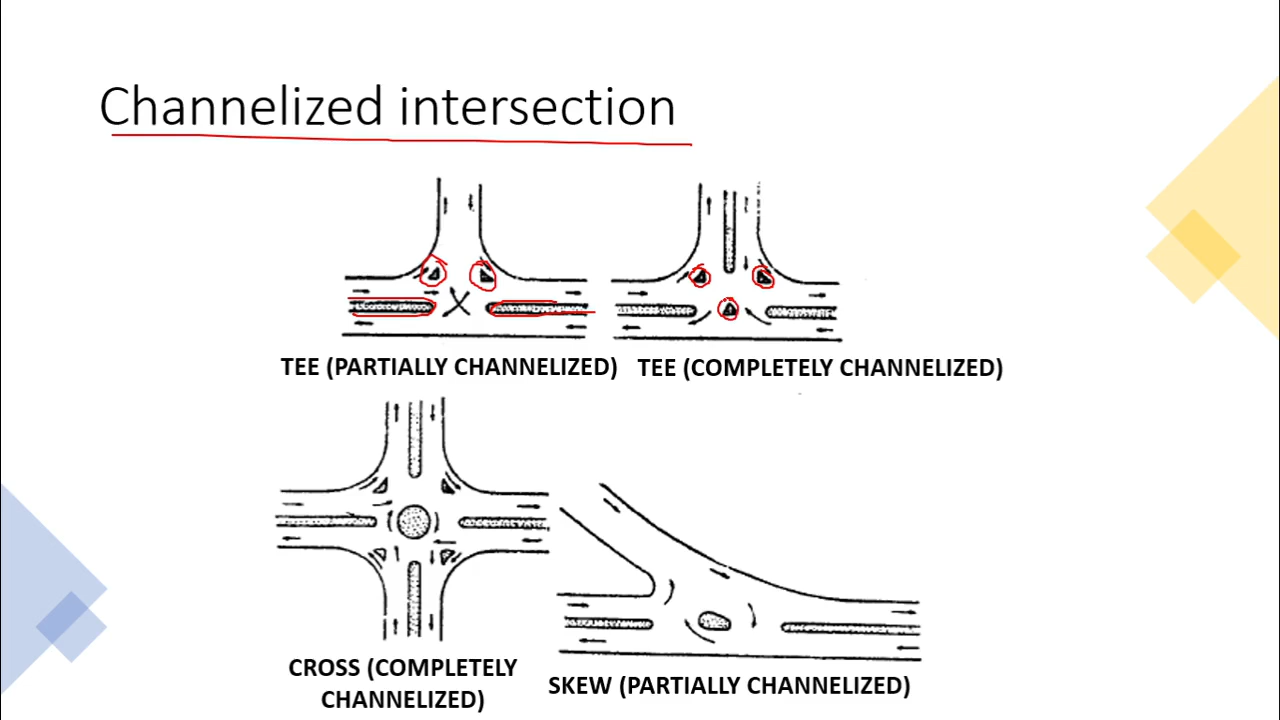 Channelized intersection
TEE (PARTIALLY CHANNELIZED)
TEE (COMPLETELY CHANNELIZED)
CROSS (COMPLETELY
CHANNELIZED)
SKEW (PARTIALLY CHANNELIZED)